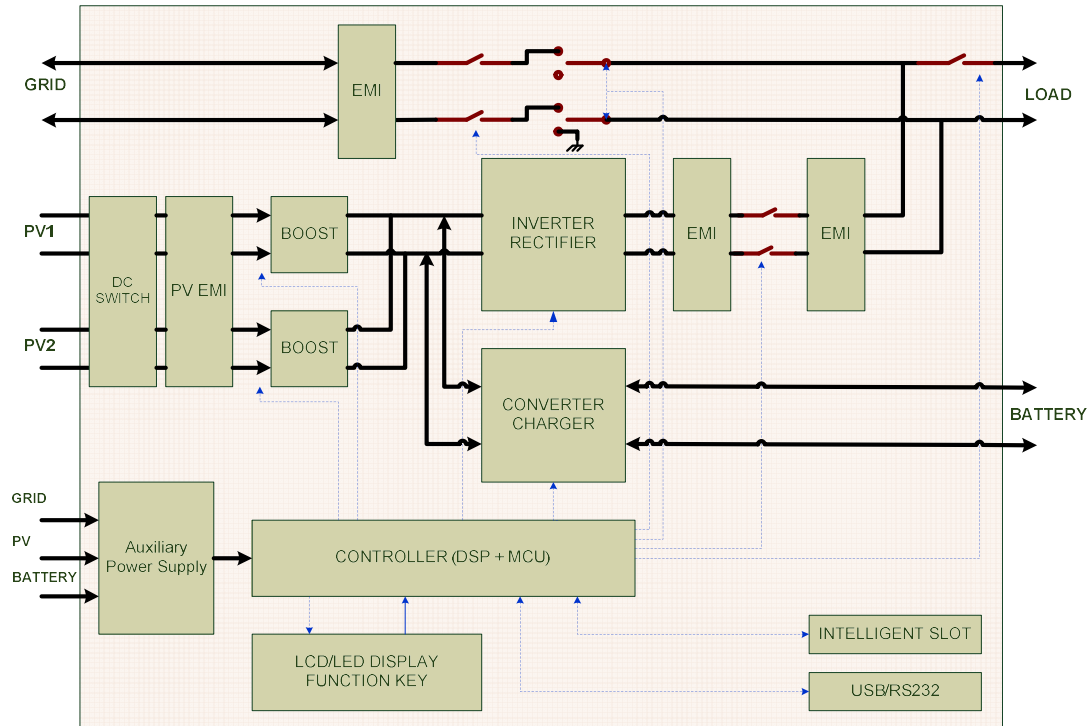 GRID
EMI
LOAD
PV1
BOOST
INVERTER
RECTIFIER
EMI
EMI
DC
SWITCH
PV EMI
PV2
BOOST
CONVERTER
CHARGER
BATTERY
GRID
PV
BATTERY
Auxiliary
Power Supply
CONTROLLER (DSP + MCU)
LCD/LED DISPLAY
FUNCTION KEY
INTELLIGENT SLOT
USB/RS232